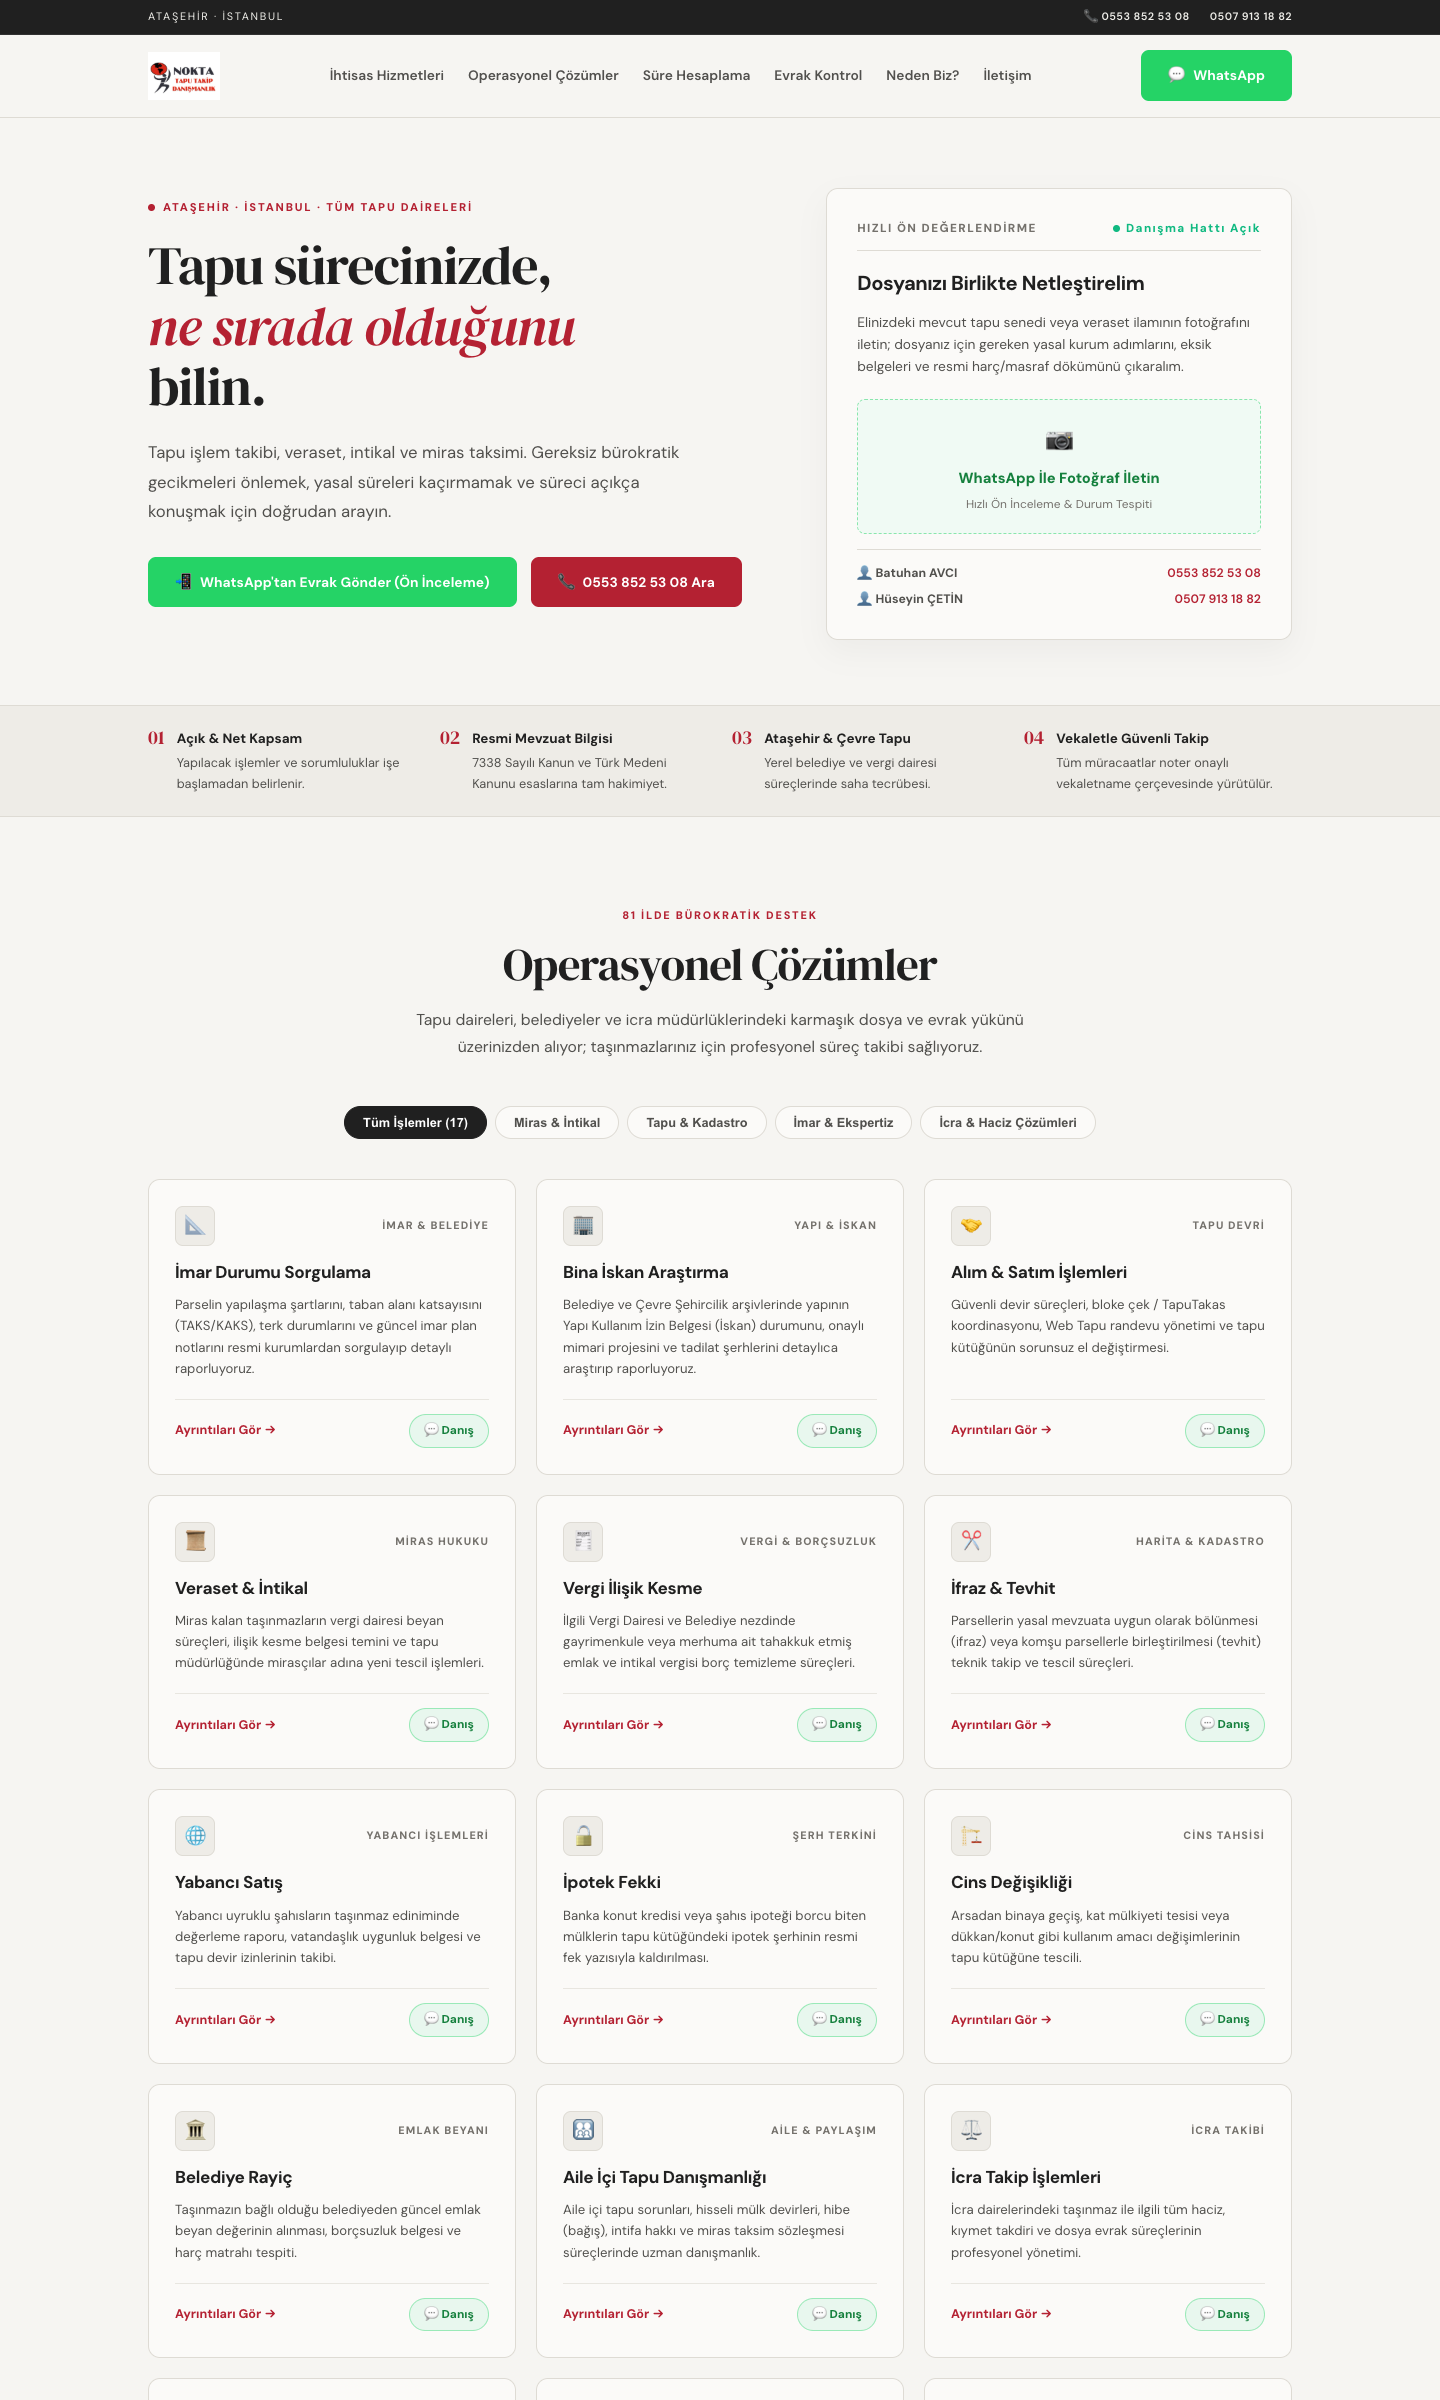 ATAŞEHİR · İSTANBUL
0553 852 53 08
0507 913 18 82
NOKTA
TAPU TAKİP
DANIŞMANLIK
İhtisas Hizmetleri
Operasyonel Çözümler
Süre Hesaplama
Evrak Kontrol
Neden Biz?
İletişim
WhatsApp
ATAŞEHİR · İSTANBUL · TÜM TAPU DAİRELERİ
Tapu sürecinizde,
ne sırada olduğunu
bilin.
Tapu işlem takibi, veraset, intikal ve miras taksimi. Gereksiz bürokratik
gecikmeleri önlemek, yasal süreleri kaçırmamak ve süreci açıkça
konuşmak için doğrudan arayın.
WhatsApp'tan Evrak Gönder (Ön İnceleme)
0553 852 53 08 Ara
HIZLI ÖN DEĞERLENDİRME
Danışma Hattı Açık
Dosyanızı Birlikte Netleştirelim
Elinizdeki mevcut tapu senedi veya veraset ilamının fotoğrafını
iletin; dosyanız için gereken yasal kurum adımlarını, eksik
belgeleri ve resmi harç/masraf dökümünü çıkaralım.
WhatsApp İle Fotoğraf İletin
Hızlı Ön İnceleme & Durum Tespiti
Batuhan AVCI
0553 852 53 08
Hüseyin ÇETİN
0507 913 18 82
01
Açık & Net Kapsam
Yapılacak işlemler ve sorumluluklar işe
başlamadan belirlenir.
02
Resmi Mevzuat Bilgisi
7338 Sayılı Kanun ve Türk Medeni
Kanunu esaslarına tam hakimiyet.
03
Ataşehir & Çevre Tapu
Yerel belediye ve vergi dairesi
süreçlerinde saha tecrübesi.
04
Vekaletle Güvenli Takip
Tüm müracaatlar noter onaylı
vekaletname çerçevesinde yürütülür.
81 İLDE BÜROKRATİK DESTEK
Operasyonel Çözümler
Tapu daireleri, belediyeler ve icra müdürlüklerindeki karmaşık dosya ve evrak yükünü
üzerinizden alıyor; taşınmazlarınız için profesyonel süreç takibi sağlıyoruz.
Tüm İşlemler (17)
Miras & İntikal
Tapu & Kadastro
İmar & Ekspertiz
İcra & Haciz Çözümleri
İMAR & BELEDİYE
İmar Durumu Sorgulama
Parselin yapılaşma şartlarını, taban alanı katsayısını
(TAKS/KAKS), terk durumlarını ve güncel imar plan
notlarını resmi kurumlardan sorgulayıp detaylı
raporluyoruz.
Ayrıntıları Gör →
Danış
YAPI & İSKAN
Bina İskan Araştırma
Belediye ve Çevre Şehircilik arşivlerinde yapının
Yapı Kullanım İzin Belgesi (İskan) durumunu, onaylı
mimari projesini ve tadilat şerhlerini detaylıca
araştırıp raporluyoruz.
Ayrıntıları Gör →
Danış
TAPU DEVRİ
Alım & Satım İşlemleri
Güvenli devir süreçleri, bloke çek / TapuTakas
koordinasyonu, Web Tapu randevu yönetimi ve tapu
kütüğünün sorunsuz el değiştirmesi.
Ayrıntıları Gör →
Danış
MİRAS HUKUKU
Veraset & İntikal
Miras kalan taşınmazların vergi dairesi beyan
süreçleri, ilişik kesme belgesi temini ve tapu
müdürlüğünde mirasçılar adına yeni tescil işlemleri.
Ayrıntıları Gör →
Danış
VERGİ & BORÇSUZLUK
Vergi İlişik Kesme
İlgili Vergi Dairesi ve Belediye nezdinde
gayrimenkule veya merhuma ait tahakkuk etmiş
emlak ve intikal vergisi borç temizleme süreçleri.
Ayrıntıları Gör →
Danış
HARİTA & KADASTRO
İfraz & Tevhit
Parsellerin yasal mevzuata uygun olarak bölünmesi
(ifraz) veya komşu parsellerle birleştirilmesi (tevhit)
teknik takip ve tescil süreçleri.
Ayrıntıları Gör →
Danış
YABANCI İŞLEMLERİ
Yabancı Satış
Yabancı uyruklu şahısların taşınmaz ediniminde
değerleme raporu, vatandaşlık uygunluk belgesi ve
tapu devir izinlerinin takibi.
Ayrıntıları Gör →
Danış
ŞERH TERKİNİ
İpotek Fekki
Banka konut kredisi veya şahıs ipoteği borcu biten
mülklerin tapu kütüğündeki ipotek şerhinin resmi
fek yazısıyla kaldırılması.
Ayrıntıları Gör →
Danış
CİNS TAHSİSİ
Cins Değişikliği
Arsadan binaya geçiş, kat mülkiyeti tesisi veya
dükkan/konut gibi kullanım amacı değişimlerinin
tapu kütüğüne tescili.
Ayrıntıları Gör →
Danış
EMLAK BEYANI
Belediye Rayiç
Taşınmazın bağlı olduğu belediyeden güncel emlak
beyan değerinin alınması, borçsuzluk belgesi ve
harç matrahı tespiti.
Ayrıntıları Gör →
Danış
AİLE & PAYLAŞIM
Aile İçi Tapu Danışmanlığı
Aile içi tapu sorunları, hisseli mülk devirleri, hibe
(bağış), intifa hakkı ve miras taksim sözleşmesi
süreçlerinde uzman danışmanlık.
Ayrıntıları Gör →
Danış
İCRA TAKİBİ
İcra Takip İşlemleri
İcra dairelerindeki taşınmaz ile ilgili tüm haciz,
kıymet takdiri ve dosya evrak süreçlerinin
profesyonel yönetimi.
Ayrıntıları Gör →
Danış